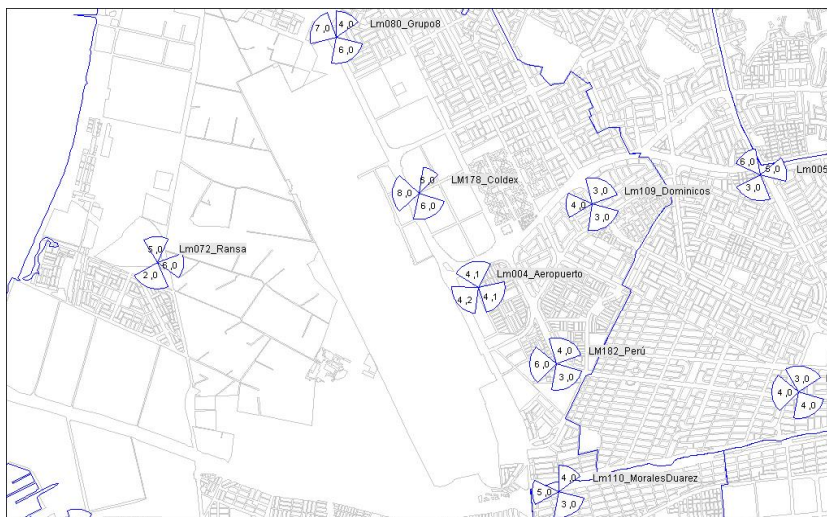 7 ,0 4 ,0 Lm080_Grupo8
6 ,0
5 ,0 LM178_Coldex
8 ,0
6 ,0
6 ,0 5 ,0 Lm005
3 ,0
3 ,0 Lm109_Dominicos
4 ,0
3 ,0
5 ,0 Lm072_Ransa
6 ,0
2 ,0
4 ,1 Lm004_Aeropuerto
4 ,2 4 ,1
4 ,0 LM182_Perú
6 ,0
3 ,0
3 ,0
4 ,0
4 ,0
4 ,0 Lm110_MoralesDuarez
5 ,0
3 ,0